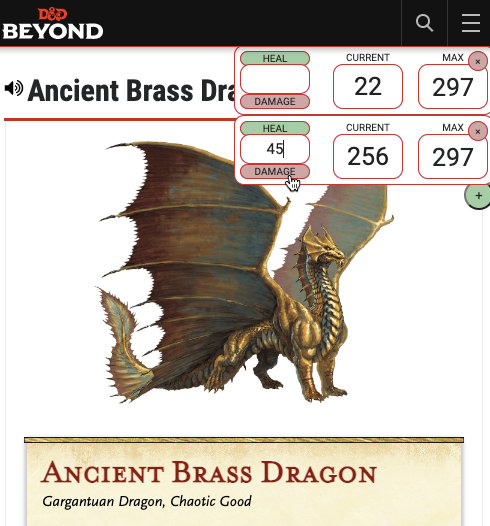 D&D
BEYOND
Ancient Brass Dra
HEAL
CURRENT
MAX
×
22
297
DAMAGE
HEAL
CURRENT
MAX
×
45
256
297
DAMAGE
+
ANCIENT BRASS DRAGON
Gargantuan Dragon, Chaotic Good